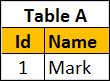 Table A
Id Name
1 Mark